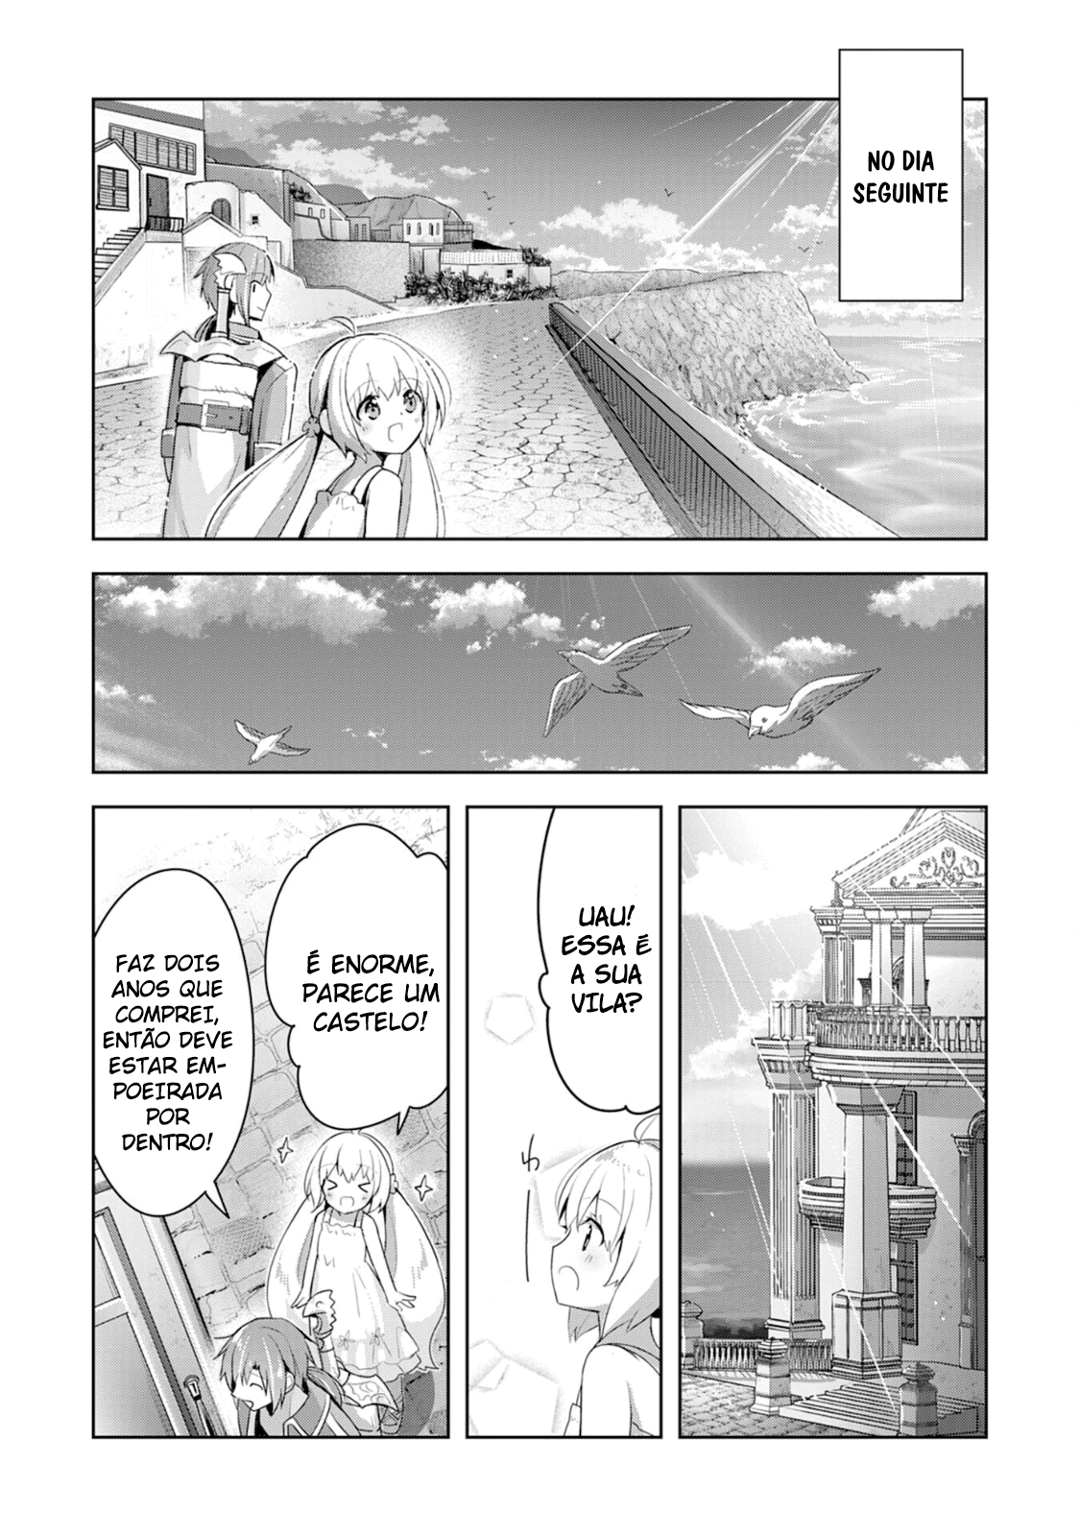 NO DIA
SEGUINTE
UAU!
ESSA É
A SUA
VILA?
É ENORME,
PARECE UM
CASTELO!
FAZ DOIS
ANOS QUE
COMPREI,
ENTÃO DEVE
ESTAR EM-
POEIRADA
POR
DENTRO!